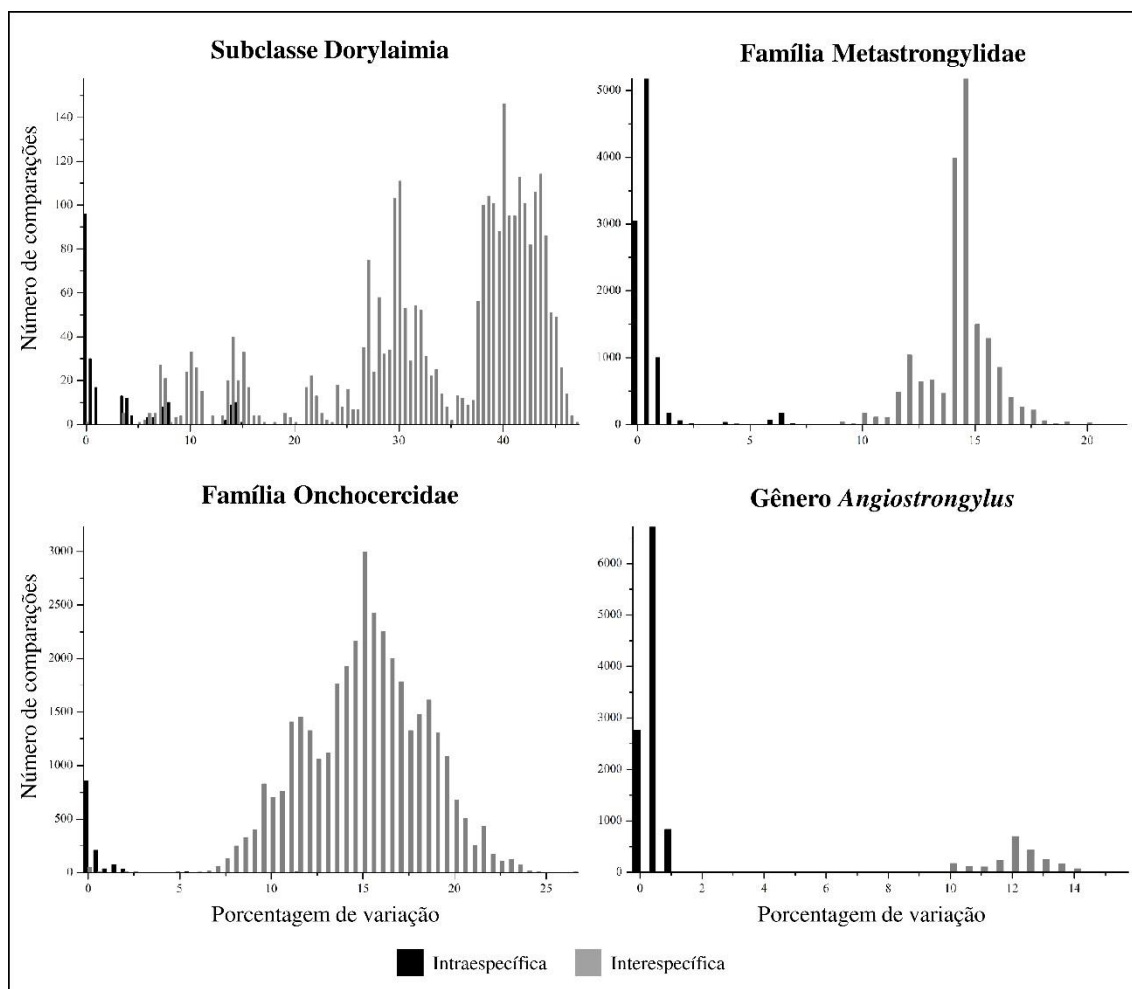 Subclasse Dorylaimia
Número de comparações
140
120
100
80
60
40
20
0
0 10 20 30 40
Família Metastrongylidae
5000
4000
3000
2000
1000
0
0 5 10 15 20
Família Onchocercidae
Número de comparações
3000
2500
2000
1500
1000
500
0
0 5 10 15 20 25
Porcentagem de variação
Gênero Angiostrongylus
6000
5000
4000
3000
2000
1000
0
0 2 4 6 8 10 12 14
Porcentagem de variação
Intraespecífica Interespecífica